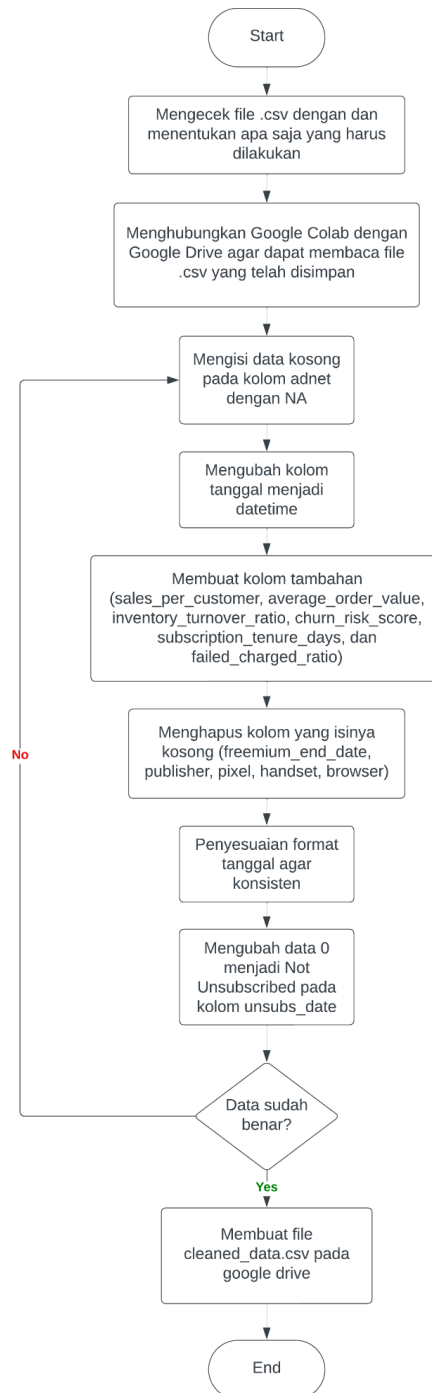 Start
Mengecek file .csv dengan dan
menentukan apa saja yang harus
dilakukan
Menghubungkan Google Colab dengan
Google Drive agar dapat membaca file
.csv yang telah disimpan
Mengisi data kosong
pada kolom adnet
dengan NA
Mengubah kolom
tanggal menjadi
datetime
Membuat kolom tambahan
(sales_per_customer, average_order_value,
inventory_turnover_ratio, churn_risk_score,
subscription_tenure_days, dan
failed_charged_ratio)
Menghapus kolom yang isinya
kosong (freemium_end_date,
publisher, pixel, handset, browser)
No
Penyesuaian format
tanggal agar
konsisten
Mengubah data 0
menjadi Not
Unsubscribed pada
kolom unsubs_date
Data sudah
benar?
Yes
Membuat file
cleaned_data.csv pada
google drive
End